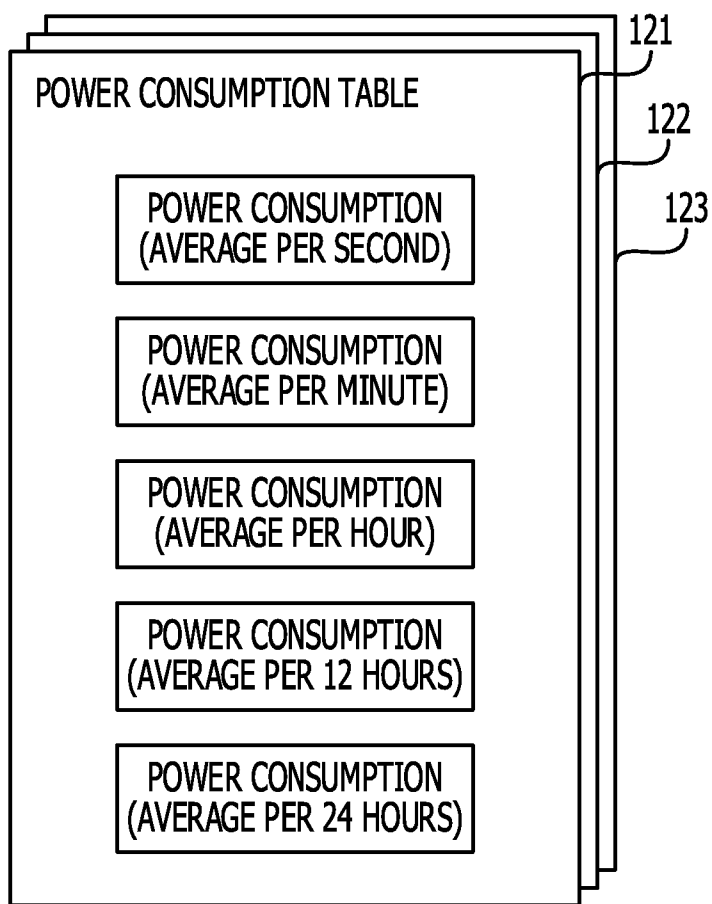 121
POWER CONSUMPTION TABLE
122
POWER CONSUMPTION
(AVERAGE PER SECOND)
123
POWER CONSUMPTION
(AVERAGE PER MINUTE)
POWER CONSUMPTION
(AVERAGE PER HOUR)
POWER CONSUMPTION
(AVERAGE PER 12 HOURS)
POWER CONSUMPTION
(AVERAGE PER 24 HOURS)